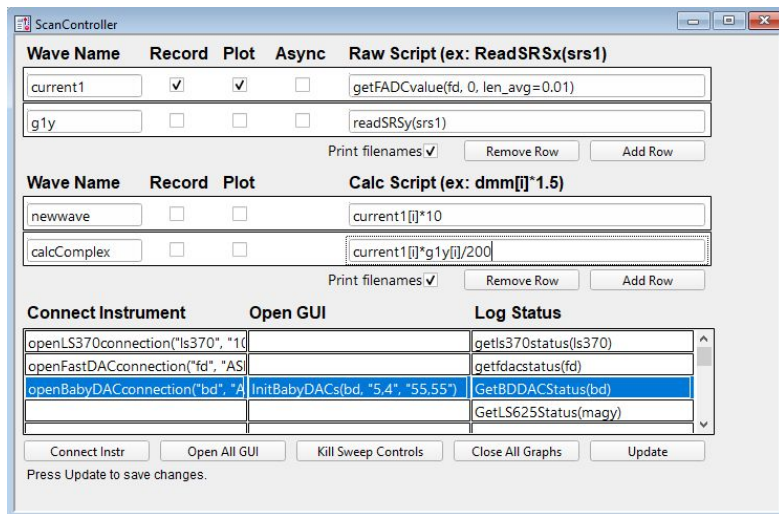 ScanController
Wave Name Record Plot Async Raw Script (ex: ReadSRSx(srs1)
current1 getFADCvalue(fd, 0, len_avg=0.01)
g1y readSRSy(srs1)
Print filenames Remove Row Add Row
Wave Name Record Plot Calc Script (ex: dmm[i]*1.5)
newwave current1[i]*10
calcComplex current1[i]*g1y[i]/200
Print filenames Remove Row Add Row
Connect Instrument Open GUI Log Status
openLS370connection("ls370", "10 getls370status(ls370)
openFastDACconnection("fd", "ASI getfdacstatus(fd)
openBabyDACconnection("bd", "A InitBabyDACs(bd, "5,4", "55,55") GetBDDACStatus(bd)
GetLS625Status(magy)
Connect Instr Open All GUI Kill Sweep Controls Close All Graphs Update
Press Update to save changes.